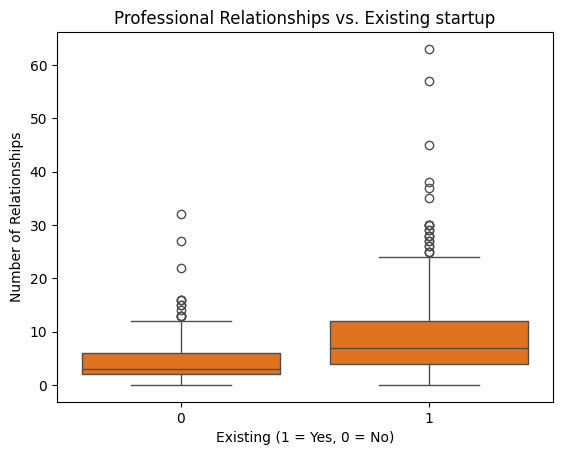 Professional Relationships vs. Existing startup
Number of Relationships
60
50
40
30
20
10
0
0 1
Existing (1 = Yes, 0 = No)